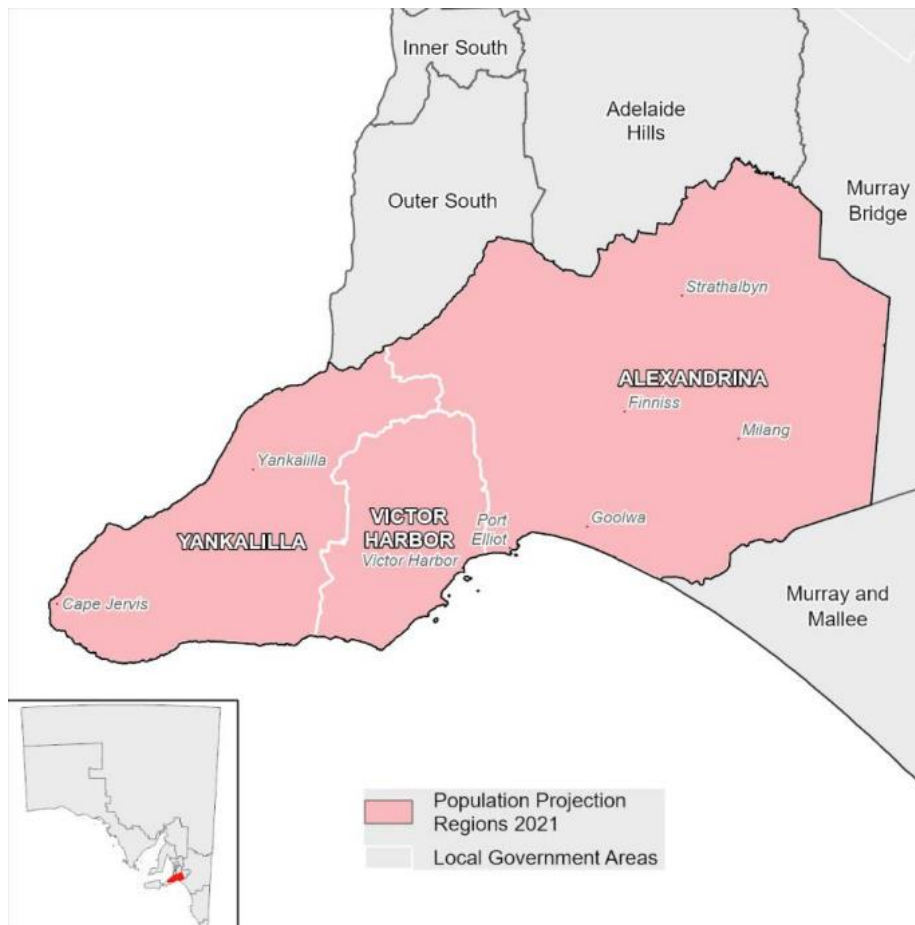 Inner South
Adelaide
Hills
Outer South
Murray
Bridge
Strathalbyn
ALEXANDRINA
Finniss
Milang
Yankalilla
YANKALILLA
VICTOR
HARBOR
Victor Harbor
Port
Elliot
Goolwa
Cape Jervis
Murray and
Mallee
Population Projection
Regions 2021
Local Government Areas